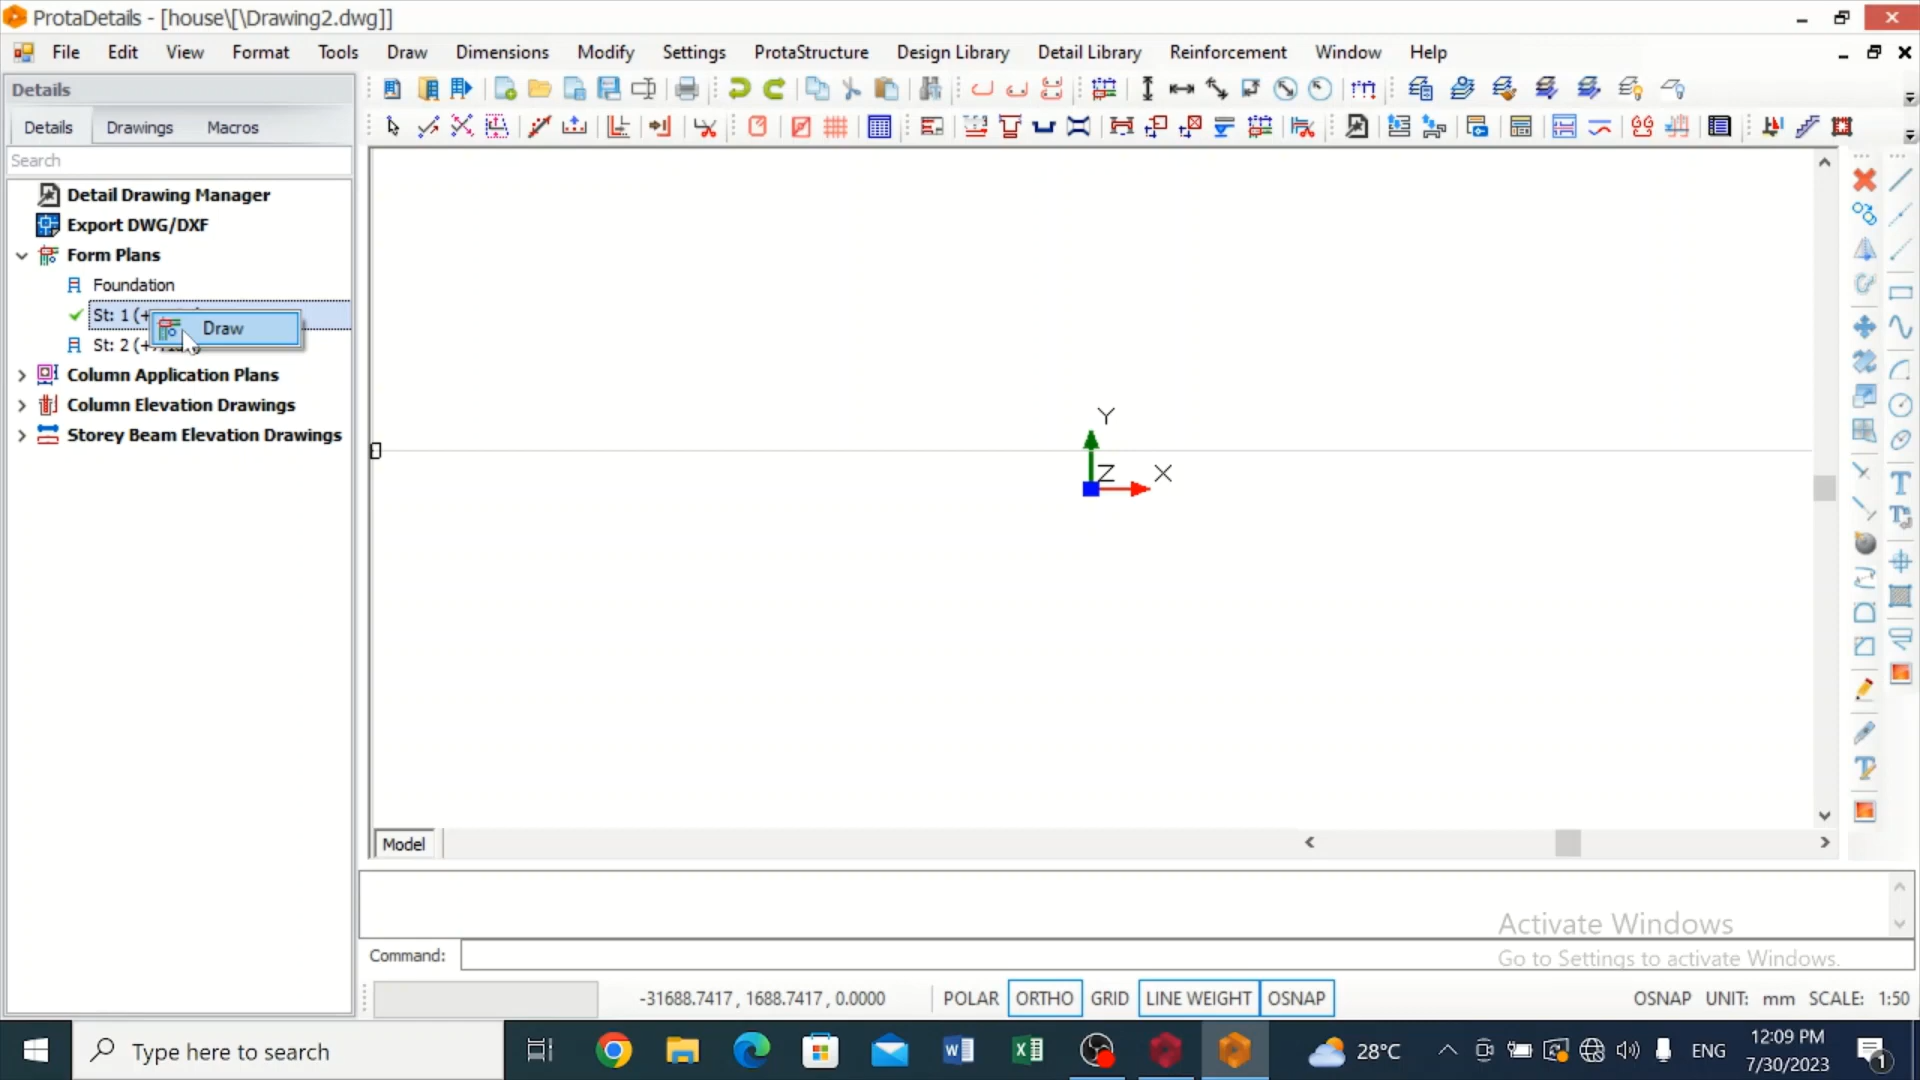 ProtaDetails - [house\[\Drawing2.dwg]]
File Edit View Format Tools Draw Dimensions Modify Settings ProtaStructure Design Library Detail Library Reinforcement Window Help
Details
Details Drawings Macros
Search
Detail Drawing Manager
Export DWG/DXF
Form Plans
Foundation
St: 1 (+
Draw
St: 2 (+
Column Application Plans
Column Elevation Drawings
Storey Beam Elevation Drawings
Y
Z X
Model
Activate Windows
Go to Settings to activate Windows.
Command:
-31688.7417 , 1688.7417 , 0.0000 POLAR ORTHO GRID LINE WEIGHT OSNAP OSNAP UNIT: mm SCALE: 1:50
Type here to search
28°C
ENG
12:09 PM
7/30/2023
1